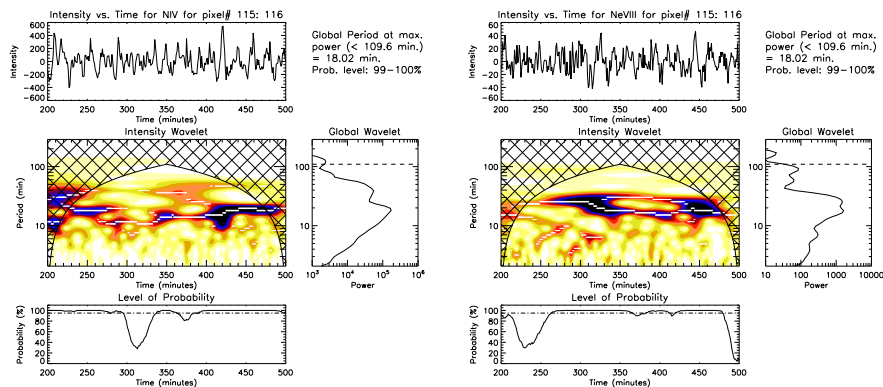 Intensity vs. Time for NIV for pixel# 115: 116
600
400
200
0
−200
−400
−600
Intensity
200 250 300 350 400 450 500
Time (minutes)
Global Period at max.
power (< 109.6 min.)
= 18.02 min.
Prob. level: 99−100%
Intensity Wavelet
100
10
Period (min)
200 250 300 350 400 450 500
Time (minutes)
Global Wavelet
100
10
10³ 10⁴ 10⁵ 10⁶
Power
Level of Probability
100
80
60
40
20
0
Probability (%)
200 250 300 350 400 450 500
Time (minutes)
Intensity vs. Time for NeVIII for pixel# 115: 116
60
40
20
0
−20
−40
−60
Intensity
200 250 300 350 400 450 500
Time (minutes)
Global Period at max.
power (< 109.6 min.)
= 18.02 min.
Prob. level: 99−100%
Intensity Wavelet
100
10
Period (min)
200 250 300 350 400 450 500
Time (minutes)
Global Wavelet
100
10
10 100 1000 10000
Power
Level of Probability
100
80
60
40
20
0
Probability (%)
200 250 300 350 400 450 500
Time (minutes)